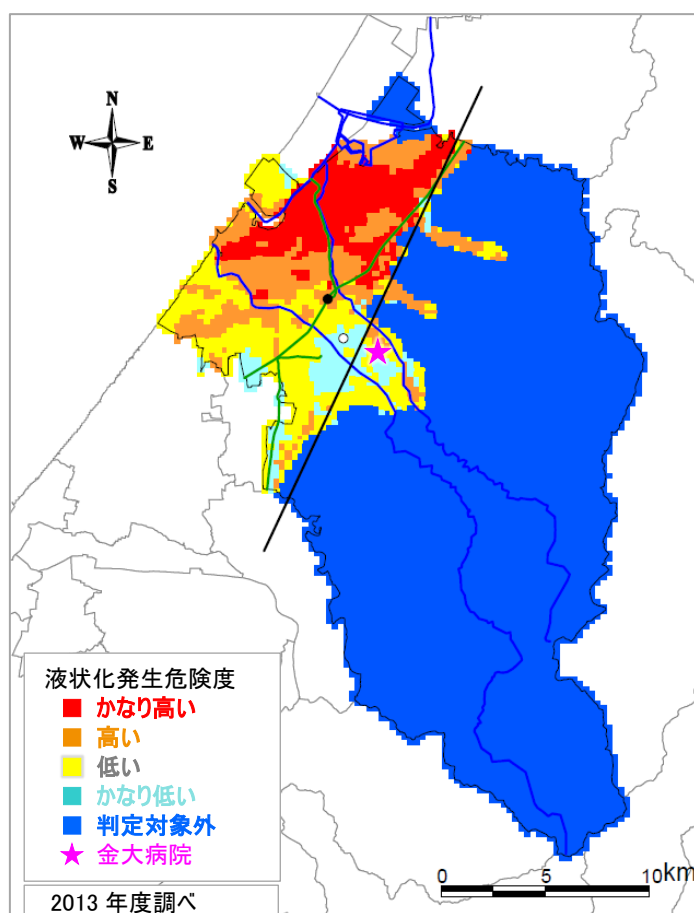 N
W E
S
液状化発生危険度
かなり高い
高い
低い
かなり低い
判定対象外
金大病院
2013 年度調べ
0 5 10km